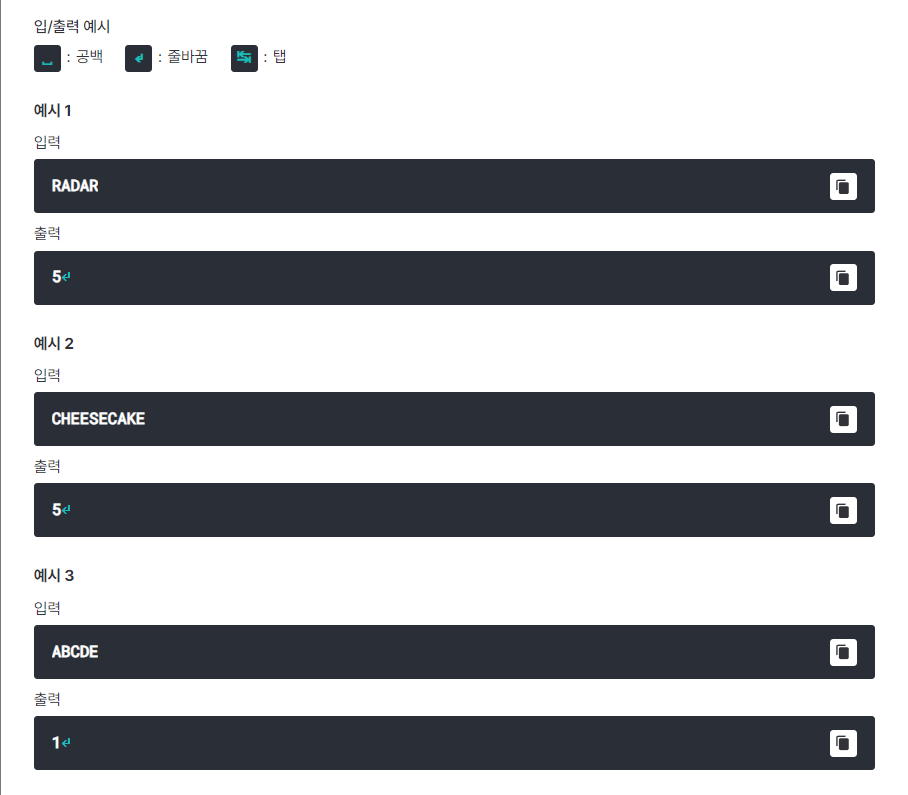 입/출력 예시
␣ : 공백 ↵ : 줄바꿈 ↹ : 탭
예시 1
입력
RADAR
출력
5↵
예시 2
입력
CHEESECAKE
출력
5↵
예시 3
입력
ABCDE
출력
1↵